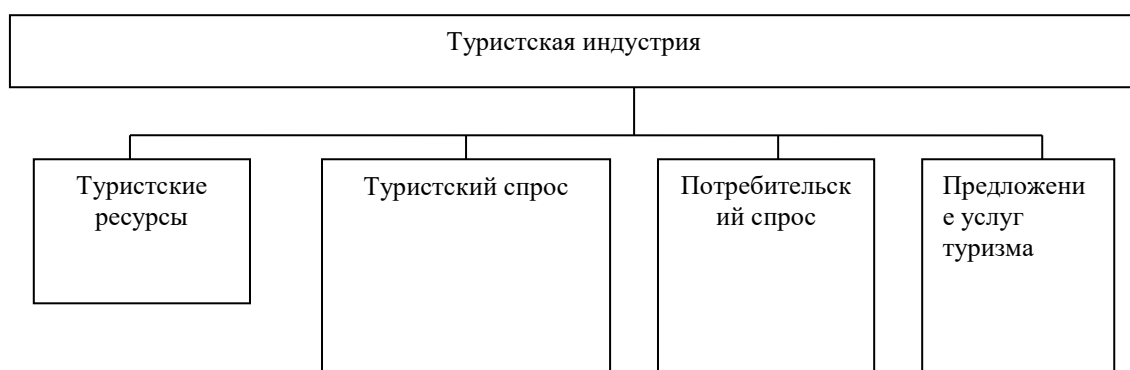 Туристская индустрия
Туристские
ресурсы
Туристский спрос
Потребительск
ий спрос
Предложени
е услуг
туризма